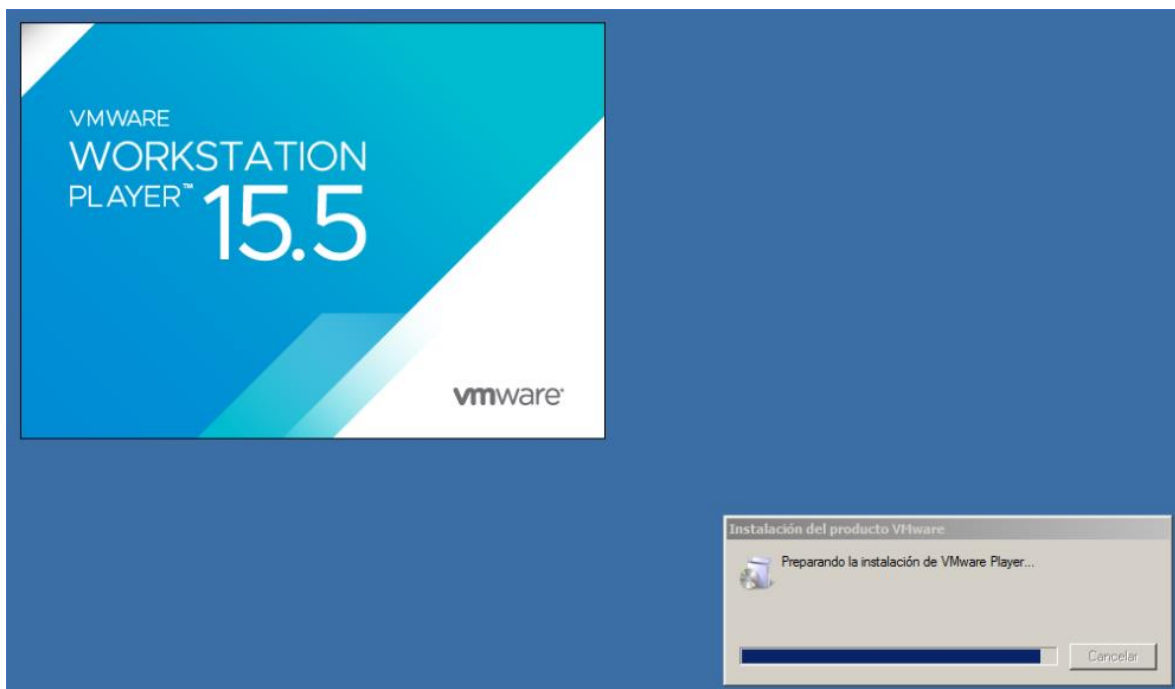 VMWARE
WORKSTATION
PLAYER™ 15.5
vmware®
Instalación del producto VMware
Preparando la instalación de VMware Player...
Cancelar